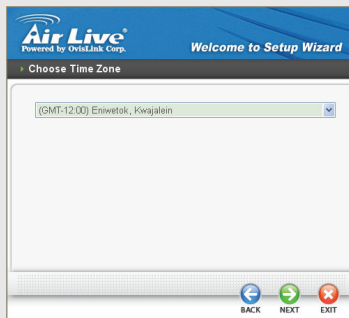 Air Live®
Powered by OvisLink Corp.
Welcome to Setup Wizard
Choose Time Zone
(GMT-12:00) Eniwetok, Kwajalein
BACK NEXT EXIT